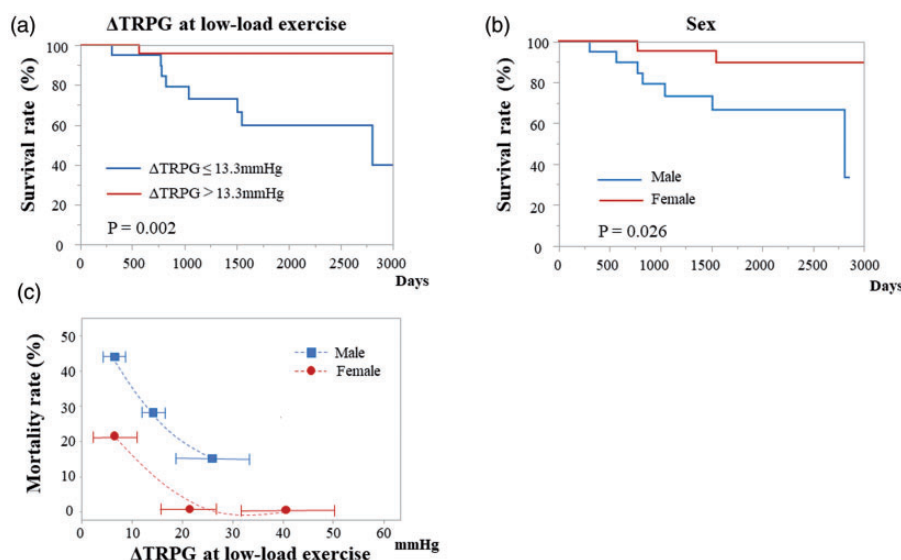 (a)
ΔTRPG at low-load exercise
Survival rate (%)
100
80
60
40
20
0
ΔTRPG ≤ 13.3mmHg
ΔTRPG > 13.3mmHg
P = 0.002
0 500 1000 1500 2000 2500 3000
Days
(b)
Sex
Survival rate (%)
100
80
60
40
20
0
Male
Female
P = 0.026
0 500 1000 1500 2000 2500 3000
Days
(c)
Mortality rate (%)
50
40
30
20
10
0
Male
Female
0 10 20 30 40 50 60
mmHg
ΔTRPG at low-load exercise